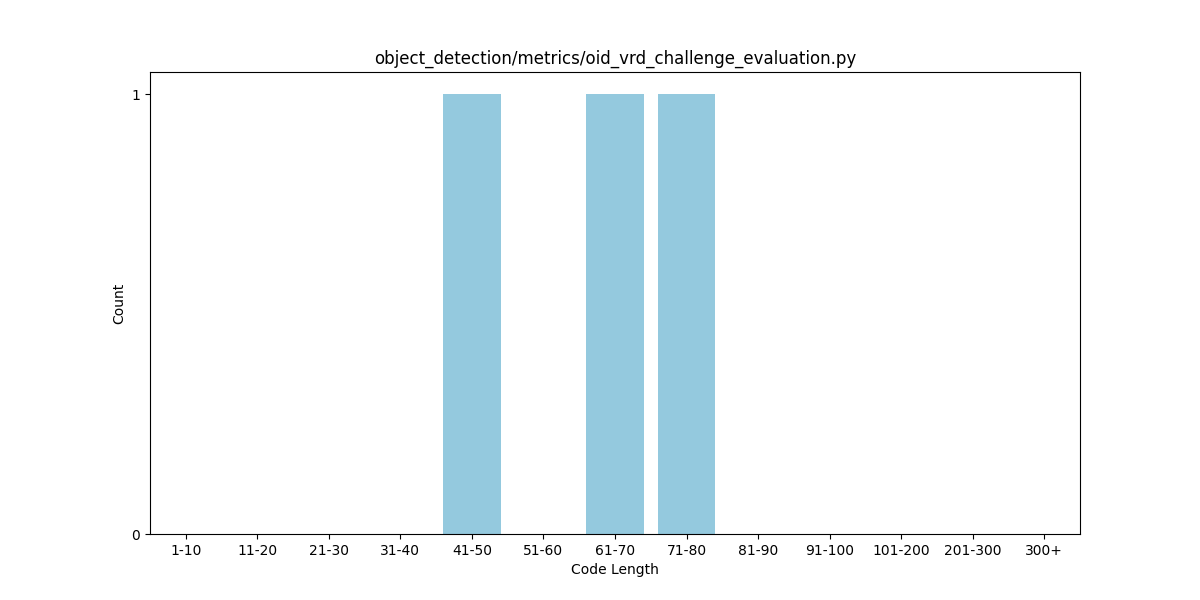 object_detection/metrics/oid_vrd_challenge_evaluation.py
1
Count
0
1-10 11-20 21-30 31-40 41-50 51-60 61-70 71-80 81-90 91-100 101-200 201-300 300+
Code Length